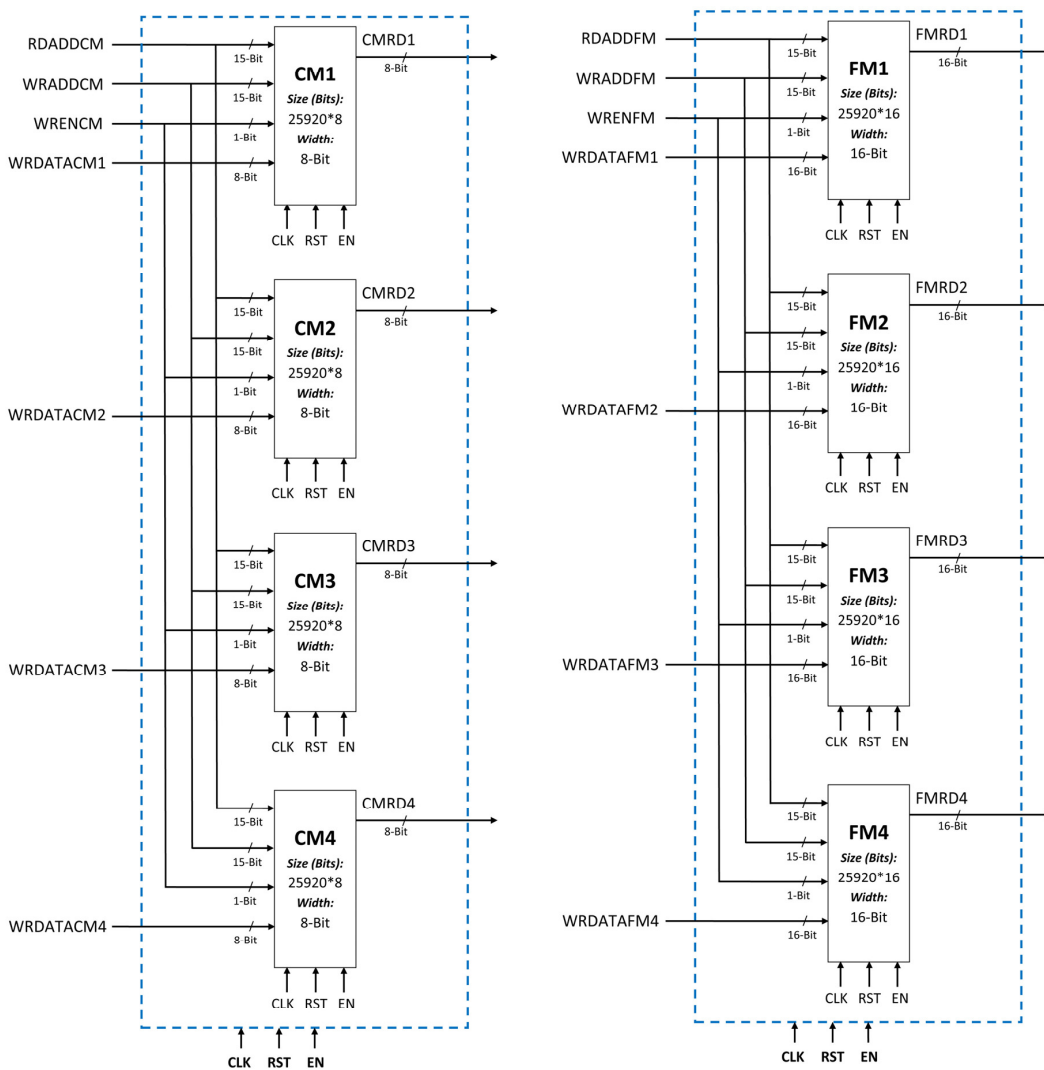 RDADDCM
WRADDCM
WRENCM
WRDATACM1
15-Bit
15-Bit
1-Bit
8-Bit
CM1
Size (Bits):
25920*8
Width:
8-Bit
CMRD1
8-Bit
CLK RST EN
WRDATACM2
15-Bit
15-Bit
1-Bit
8-Bit
CM2
Size (Bits):
25920*8
Width:
8-Bit
CMRD2
8-Bit
CLK RST EN
WRDATACM3
15-Bit
15-Bit
1-Bit
8-Bit
CM3
Size (Bits):
25920*8
Width:
8-Bit
CMRD3
8-Bit
CLK RST EN
WRDATACM4
15-Bit
15-Bit
1-Bit
8-Bit
CM4
Size (Bits):
25920*8
Width:
8-Bit
CMRD4
8-Bit
CLK RST EN
CLK RST EN
RDADDFM
WRADDFM
WRENFM
WRDATAFM1
15-Bit
15-Bit
1-Bit
16-Bit
FM1
Size (Bits):
25920*16
Width:
16-Bit
FMRD1
16-Bit
CLK RST EN
WRDATAFM2
15-Bit
15-Bit
1-Bit
16-Bit
FM2
Size (Bits):
25920*16
Width:
16-Bit
FMRD2
16-Bit
CLK RST EN
WRDATAFM3
15-Bit
15-Bit
1-Bit
16-Bit
FM3
Size (Bits):
25920*16
Width:
16-Bit
FMRD3
16-Bit
CLK RST EN
WRDATAFM4
15-Bit
15-Bit
1-Bit
16-Bit
FM4
Size (Bits):
25920*16
Width:
16-Bit
FMRD4
16-Bit
CLK RST EN
CLK RST EN